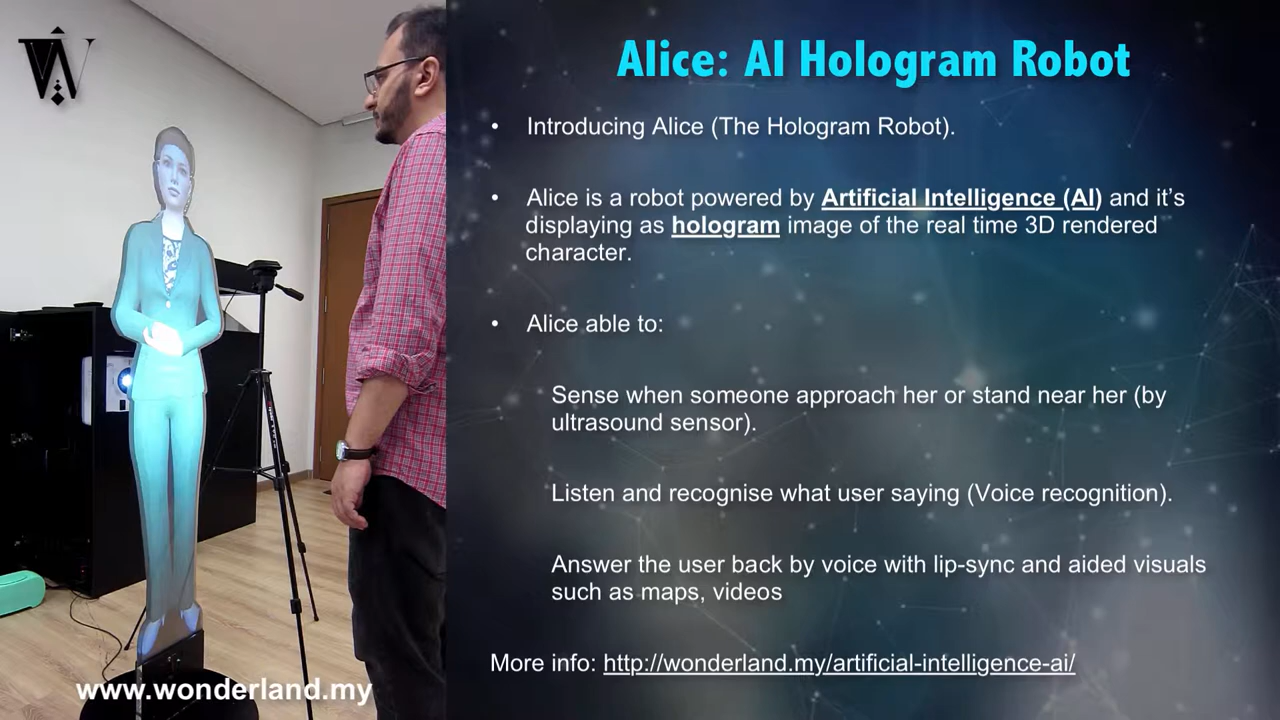 W
Alice: AI Hologram Robot
• Introducing Alice (The Hologram Robot).
• Alice is a robot powered by Artificial Intelligence (AI) and it’s
displaying as hologram image of the real time 3D rendered
character.
• Alice able to:
Sense when someone approach her or stand near her (by
ultrasound sensor).
Listen and recognise what user saying (Voice recognition).
Answer the user back by voice with lip-sync and aided visuals
such as maps, videos
More info: http://wonderland.my/artificial-intelligence-ai/
www.wonderland.my